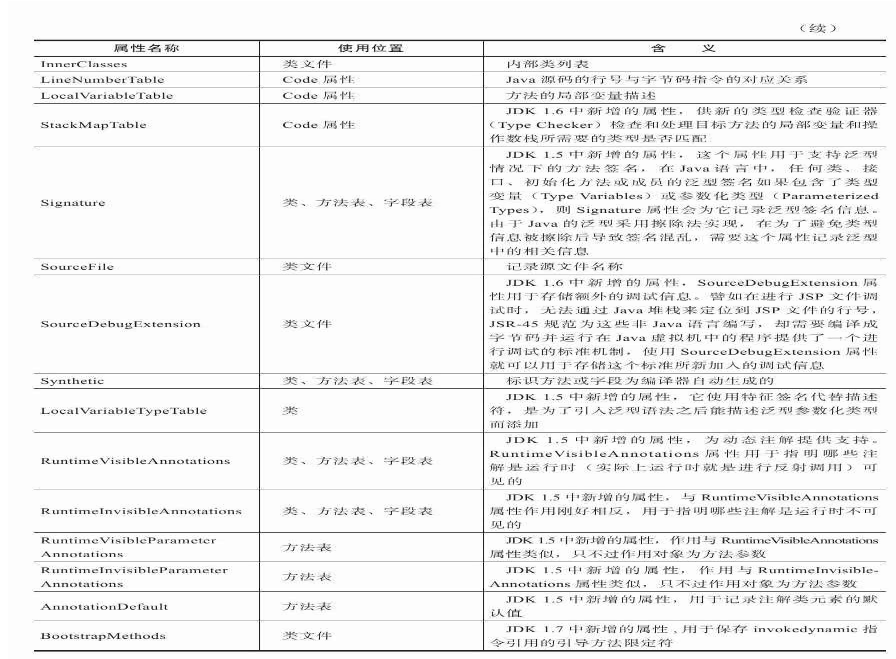 （续）
属性名称 使用位置 含 义
InnerClasses 类文件 内部类列表
LineNumberTable Code 属性 Java 源码的行号与字节码指令的对应关系
LocalVariableTable Code 属性 方法的局部变量描述
StackMapTable Code 属性 JDK 1.6 中新增的属性，供新的类型检查验证器
（Type Checker）检查和处理目标方法的局部变量和操
作数栈所需要的类型是否匹配
Signature 类、方法表、字段表 JDK 1.5 中新增的属性，这个属性用于支持泛型
情况下的方法签名，在 Java 语言中，任何类、接
口、初始化方法或成员的泛型签名如果包含了类型
变量（Type Variables）或参数化类型（Parameterized
Types），则 Signature 属性会为它记录泛型签名信息。
由于 Java 的泛型采用擦除法实现，在为了避免类型
信息被擦除后导致签名混乱，需要这个属性记录泛型
中的相关信息
SourceFile 类文件 记录源文件名称
SourceDebugExtension 类文件 JDK 1.6 中新增的属性，SourceDebugExtension 属
性用于存储额外的调试信息。譬如在进行 JSP 文件调
试时，无法通过 Java 堆栈来定位到 JSP 文件的行号，
JSR-45 规范为这些非 Java 语言编写，却需要编译成
字节码并运行在 Java 虚拟机中的程序提供了一个进
行调试的标准机制，使用 SourceDebugExtension 属性
就可以用于存储这个标准所新加入的调试信息
Synthetic 类、方法表、字段表 标识方法或字段为编译器自动生成的
LocalVariableTypeTable 类 JDK 1.5 中新增的属性，它使用特征签名代替描述
符，是为了引入泛型语法之后能描述泛型参数化类型
而添加
RuntimeVisibleAnnotations 类、方法表、字段表 JDK 1.5 中新增的属性，为动态注解提供支持。
RuntimeVisibleAnnotations 属性用于指明哪些注
解是运行时（实际上运行时就是进行反射调用）可
见的
RuntimeInvisibleAnnotations 类、方法表、字段表 JDK 1.5 中新增的属性，与 RuntimeVisibleAnnotations
属性作用刚好相反，用于指明哪些注解是运行时不可
见的
RuntimeVisibleParameter
Annotations 方法表 JDK 1.5 中新增的属性，作用与 RuntimeVisibleAnnotations
属性类似，只不过作用对象为方法参数
RuntimeInvisibleParameter
Annotations 方法表 JDK 1.5 中新增的属性，作用与 RuntimeInvisible-
Annotations 属性类似，只不过作用对象为方法参数
AnnotationDefault 方法表 JDK 1.5 中新增的属性，用于记录注解类元素的默
认值
BootstrapMethods 类文件 JDK 1.7 中新增的属性，用于保存 invokedynamic 指
令引用的引导方法限定符